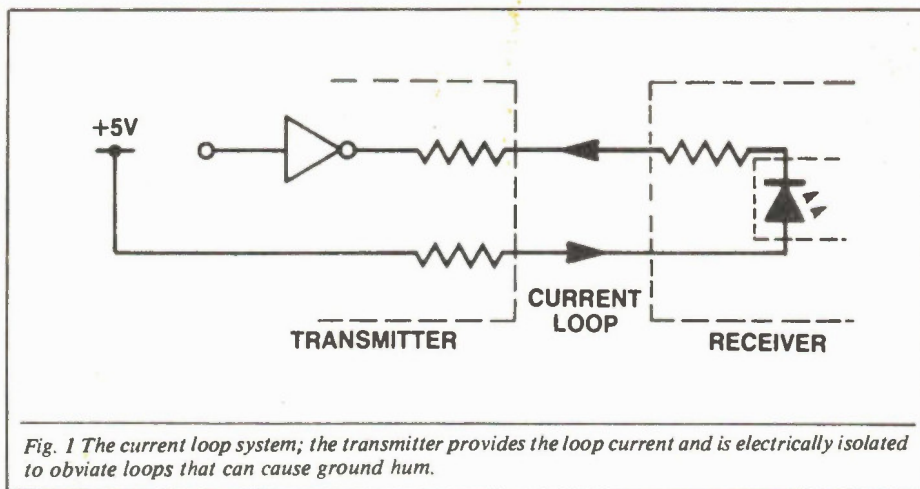 +5V
TRANSMITTER
CURRENT
LOOP
RECEIVER
Fig. 1 The current loop system; the transmitter provides the loop current and is electrically isolated
to obviate loops that can cause ground hum.